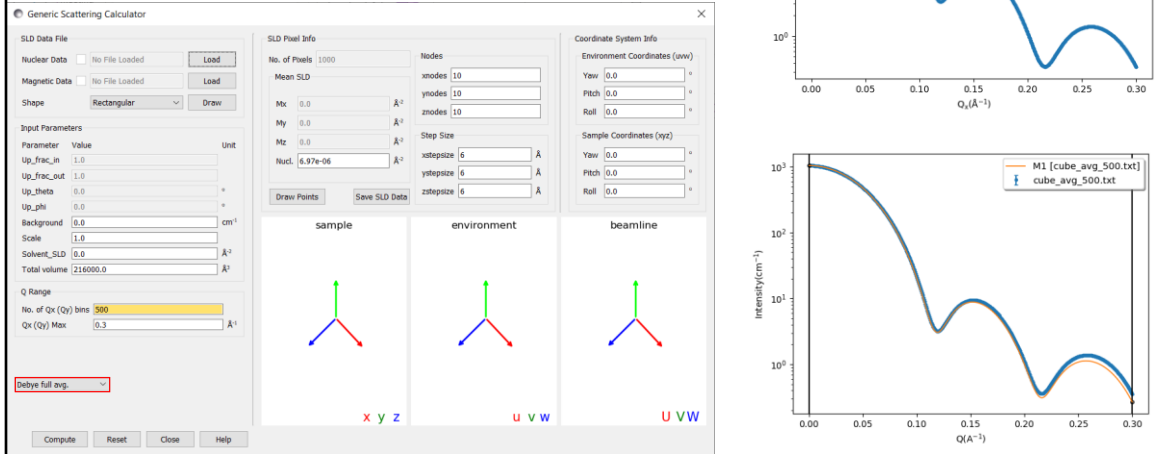 Generic Scattering Calculator
SLD Data File
Nuclear Data No File Loaded Load
Magnetic Data No File Loaded Load
Shape Rectangular Draw
Input Parameters
Parameter Value Unit
Up_frac_in 1.0
Up_frac_out 1.0
Up_theta 0.0 °
Up_phi 0.0 °
Background 0.0 cm⁻¹
Scale 1.0
Solvent_SLD 0.0 Å⁻²
Total volume 216000.0 Å³
Q Range
No. of Qx (Qy) bins 500
Qx (Qy) Max 0.3 Å⁻¹
Debye full avg.
Compute Reset Close Help
SLD Pixel Info
No. of Pixels 1000
Mean SLD
Mx 0.0 Å⁻²
My 0.0 Å⁻²
Mz 0.0 Å⁻²
Nucl. 6.97e-06 Å⁻²
Draw Points Save SLD Data
Nodes
xnodes 10
ynodes 10
znodes 10
Step Size
xstepsize 6 Å
ystepsize 6 Å
zstepsize 6 Å
Coordinate System Info
Environment Coordinates (uvw)
Yaw 0.0 °
Pitch 0.0 °
Roll 0.0 °
Sample Coordinates (xyz)
Yaw 0.0 °
Pitch 0.0 °
Roll 0.0 °
sample environment beamline
x y z u v w U V W
10⁰
0.00 0.05 0.10 0.15 0.20 0.25 0.30
Qₓ(Å⁻¹)
M1 [cube_avg_500.txt]
cube_avg_500.txt
Intensity(cm⁻¹)
10³
10²
10¹
10⁰
0.00 0.05 0.10 0.15 0.20 0.25 0.30
Q(A⁻¹)